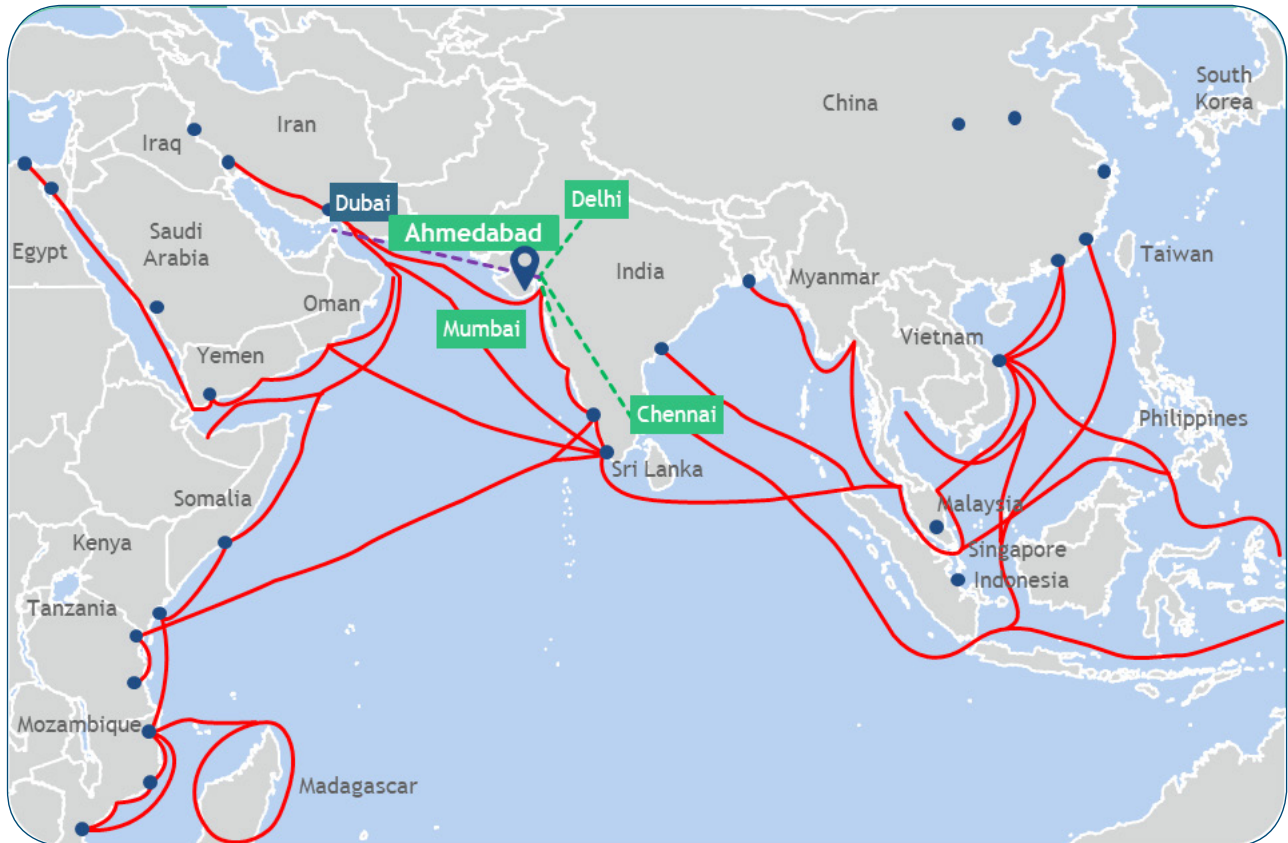 South
Korea
China
Iran
Iraq
Dubai
Delhi
Ahmedabad
Saudi
Arabia
Egypt
India
Myanmar
Taiwan
Oman
Mumbai
Vietnam
Yemen
Chennai
Philippines
Sri Lanka
Somalia
Malaysia
Kenya
Singapore
Indonesia
Tanzania
Mozambique
Madagascar